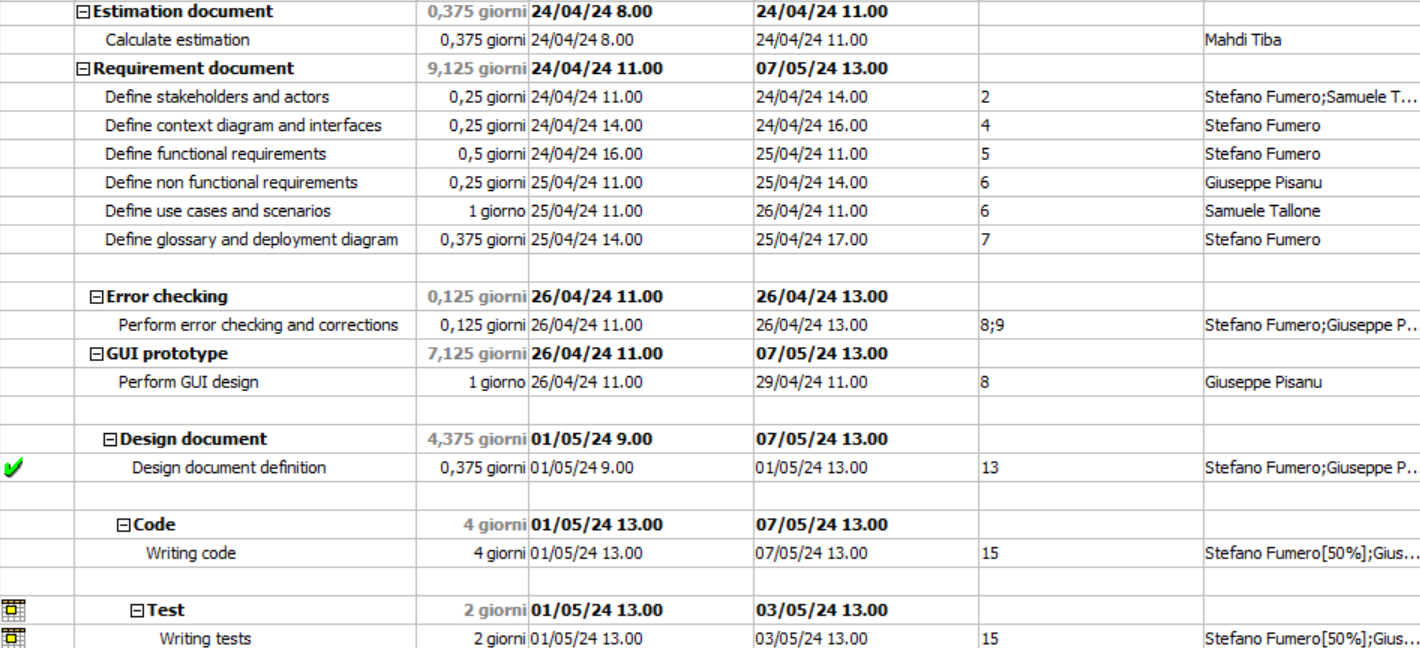 Estimation document 0,375 giorni 24/04/24 8.00 24/04/24 11.00
Calculate estimation 0,375 giorni 24/04/24 8.00 24/04/24 11.00 Mahdi Tiba
Requirement document 9,125 giorni 24/04/24 11.00 07/05/24 13.00
Define stakeholders and actors 0,25 giorni 24/04/24 11.00 24/04/24 14.00 2 Stefano Fumero;Samuele T...
Define context diagram and interfaces 0,25 giorni 24/04/24 14.00 24/04/24 16.00 4 Stefano Fumero
Define functional requirements 0,5 giorni 24/04/24 16.00 25/04/24 11.00 5 Stefano Fumero
Define non functional requirements 0,25 giorni 25/04/24 11.00 25/04/24 14.00 6 Giuseppe Pisanu
Define use cases and scenarios 1 giorno 25/04/24 11.00 26/04/24 11.00 6 Samuele Tallone
Define glossary and deployment diagram 0,375 giorni 25/04/24 14.00 25/04/24 17.00 7 Stefano Fumero
Error checking 0,125 giorni 26/04/24 11.00 26/04/24 13.00
Perform error checking and corrections 0,125 giorni 26/04/24 11.00 26/04/24 13.00 8;9 Stefano Fumero;Giuseppe P...
GUI prototype 7,125 giorni 26/04/24 11.00 07/05/24 13.00
Perform GUI design 1 giorno 26/04/24 11.00 29/04/24 11.00 8 Giuseppe Pisanu
Design document 4,375 giorni 01/05/24 9.00 07/05/24 13.00
Design document definition 0,375 giorni 01/05/24 9.00 01/05/24 13.00 13 Stefano Fumero;Giuseppe P...
Code 4 giorni 01/05/24 13.00 07/05/24 13.00
Writing code 4 giorni 01/05/24 13.00 07/05/24 13.00 15 Stefano Fumero[50%];Gius...
Test 2 giorni 01/05/24 13.00 03/05/24 13.00
Writing tests 2 giorni 01/05/24 13.00 03/05/24 13.00 15 Stefano Fumero[50%];Gius...